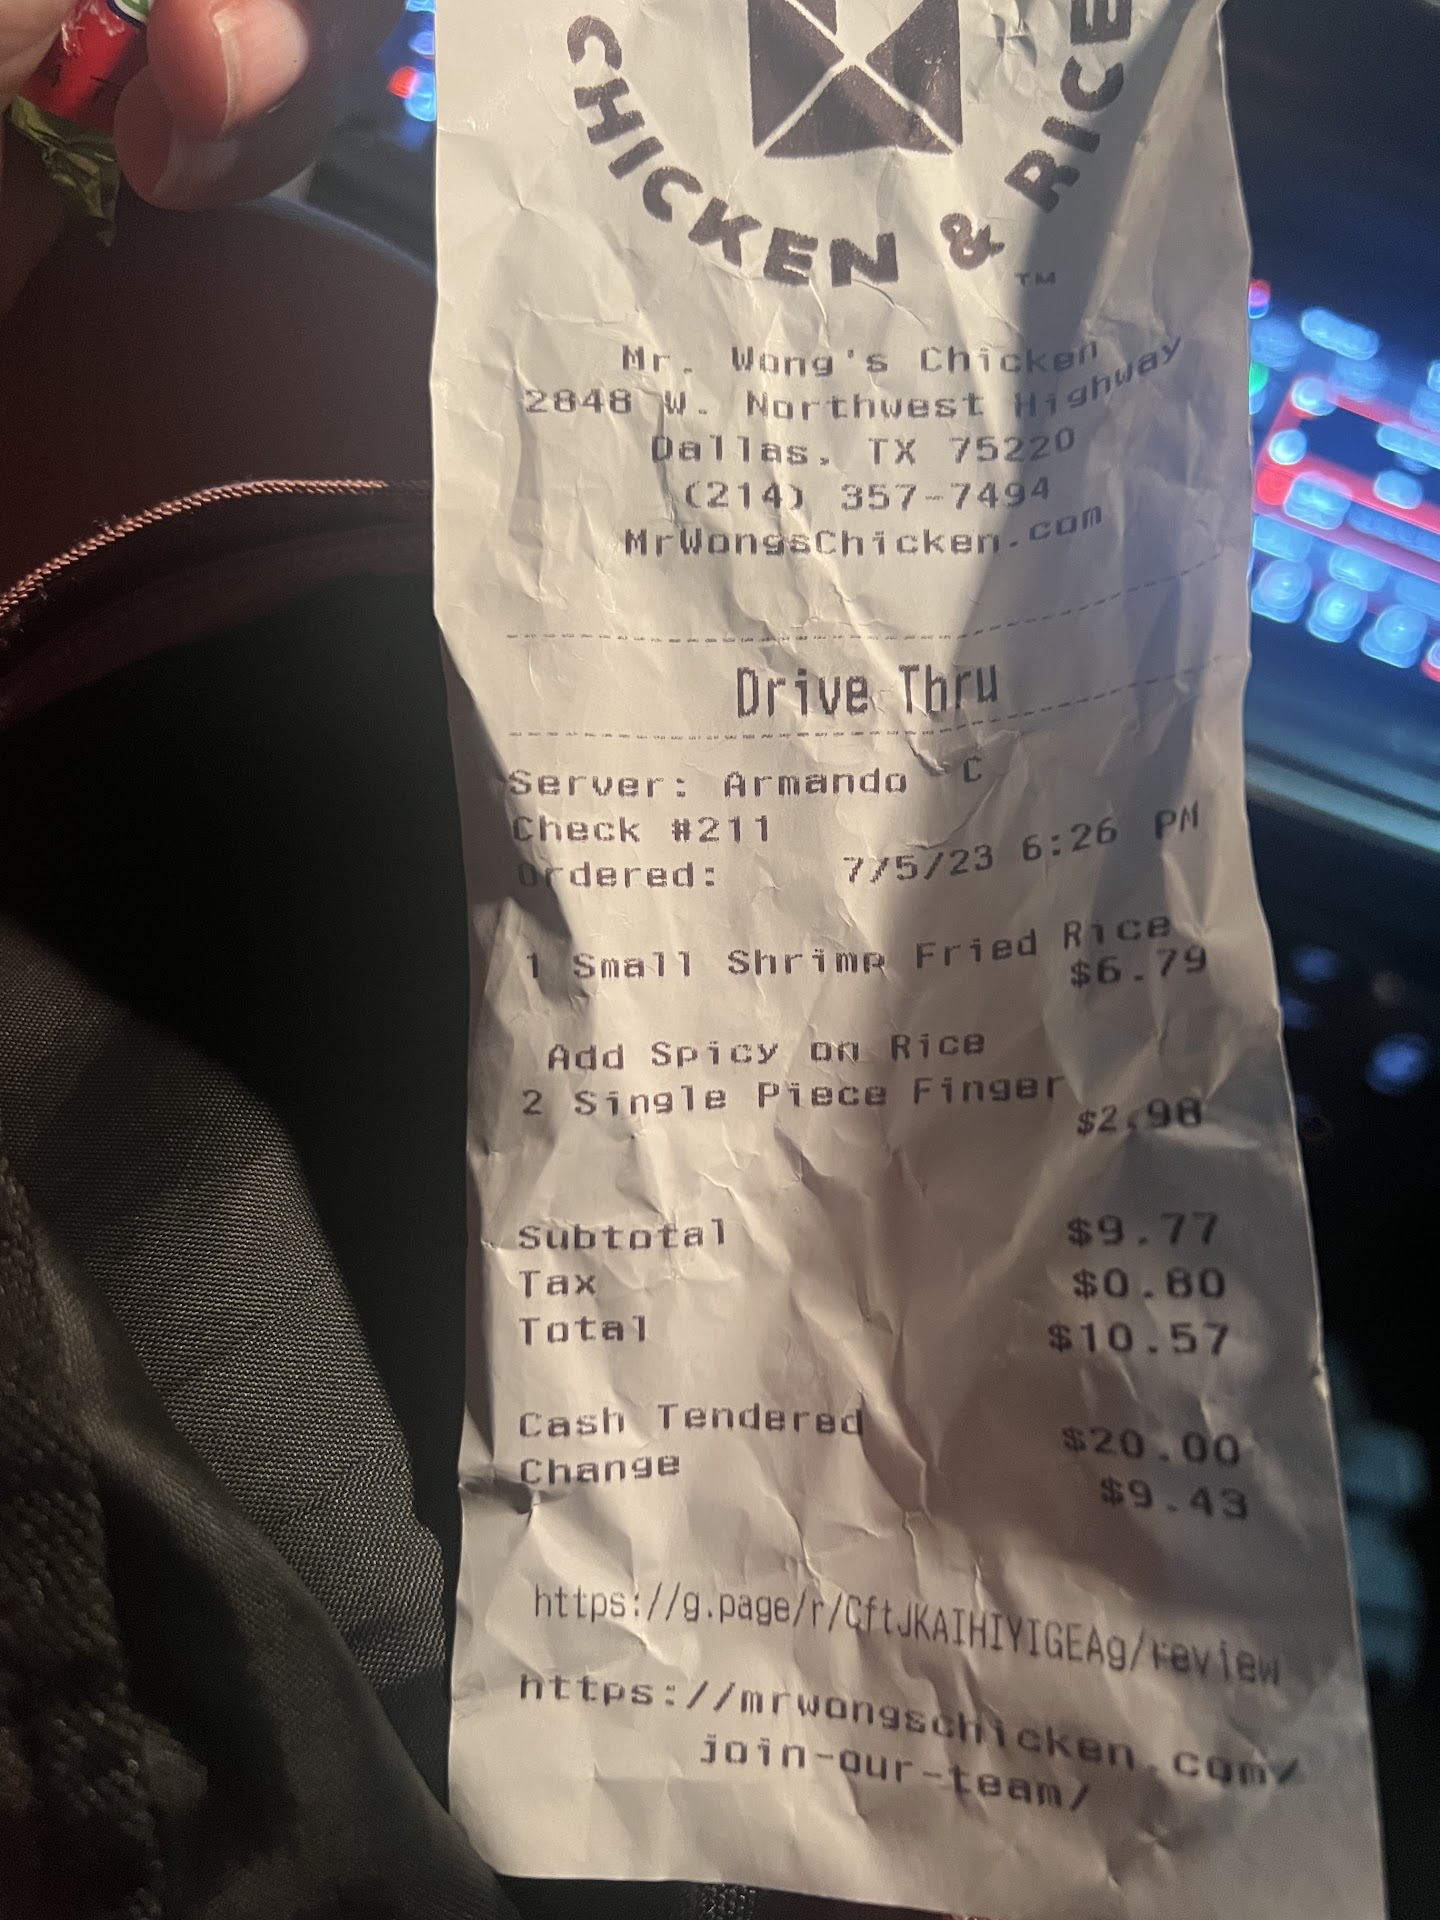 CHICKEN & RICE
TM
Mr. Wong's Chicken
2848 W. Northwest Highway
Dallas, TX 75220
(214) 357-7494
MrWongsChicken.com
Drive Thru
Server: Armando C
Check #211
Ordered: 7/5/23 6:26 PM
1 Small Shrimp Fried Rice
$6.79
Add Spicy on Rice
2 Single Piece Finger
$2.98
Subtotal $9.77
Tax $0.80
Total $10.57
Cash Tendered $20.00
Change $9.43
https://g.page/r/CftJKAIHIYIGEAg/review
https://mrwongschicken.com/
join-our-team/